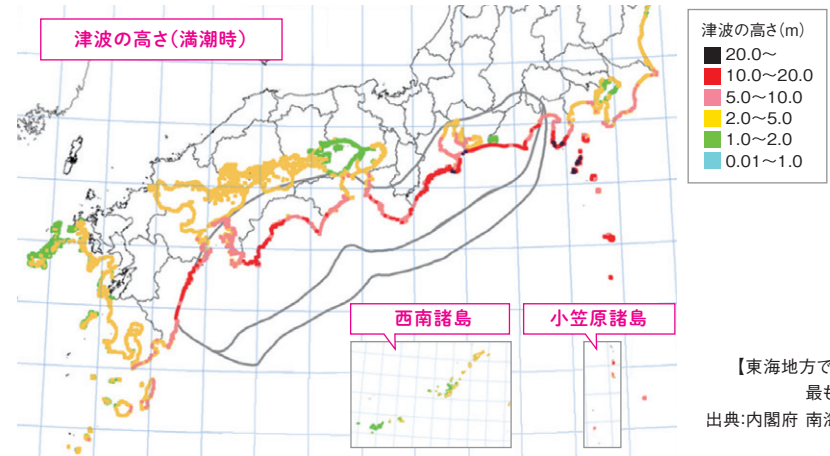 津波の高さ(満潮時)
津波の高さ(m)
20.0〜
10.0〜20.0
5.0〜10.0
2.0〜5.0
1.0〜2.0
0.01〜1.0
西南諸島
小笠原諸島
【東海地方で
最も
出典:内閣府 南海